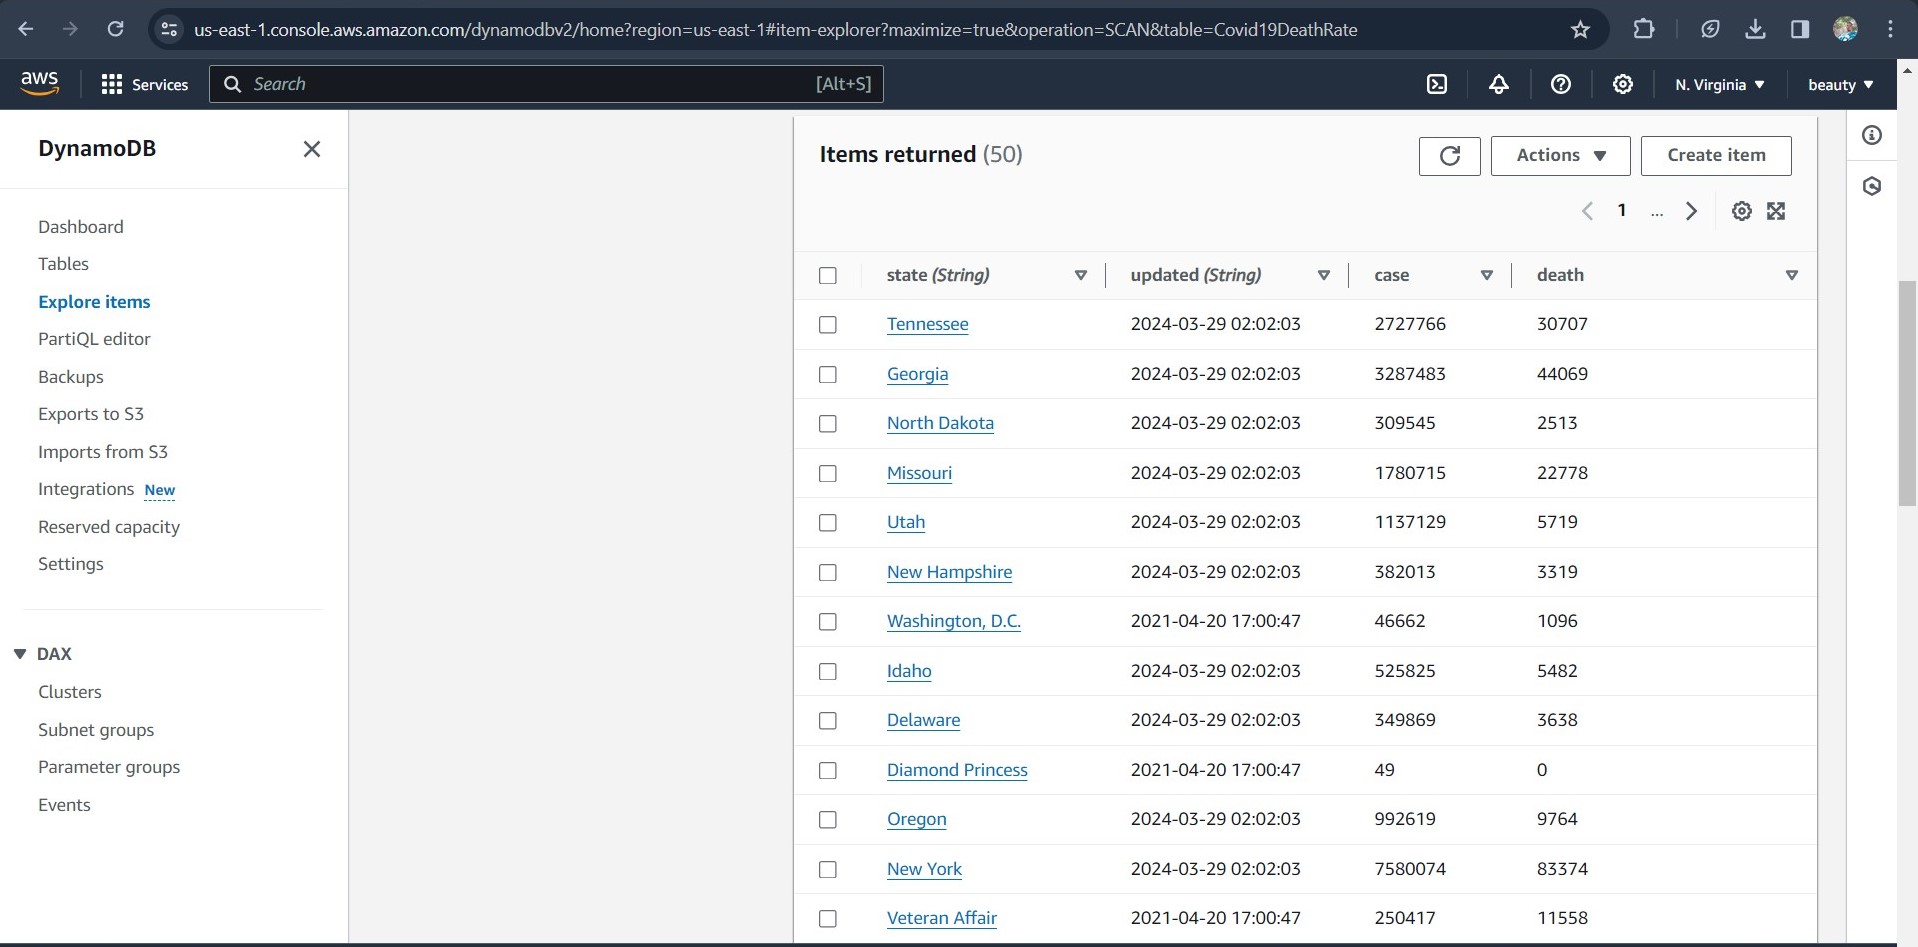 us-east-1.console.aws.amazon.com/dynamodbv2/home?region=us-east-1#item-explorer?maximize=true&operation=SCAN&table=Covid19DeathRate
aws Services Search [Alt+S] N. Virginia beauty
DynamoDB
Dashboard
Tables
Explore items
PartiQL editor
Backups
Exports to S3
Imports from S3
Integrations New
Reserved capacity
Settings
DAX
Clusters
Subnet groups
Parameter groups
Events
Items returned (50)
Actions
Create item
1 ...
state (String) updated (String) case death
Tennessee 2024-03-29 02:02:03 2727766 30707
Georgia 2024-03-29 02:02:03 3287483 44069
North Dakota 2024-03-29 02:02:03 309545 2513
Missouri 2024-03-29 02:02:03 1780715 22778
Utah 2024-03-29 02:02:03 1137129 5719
New Hampshire 2024-03-29 02:02:03 382013 3319
Washington, D.C. 2021-04-20 17:00:47 46662 1096
Idaho 2024-03-29 02:02:03 525825 5482
Delaware 2024-03-29 02:02:03 349869 3638
Diamond Princess 2021-04-20 17:00:47 49 0
Oregon 2024-03-29 02:02:03 992619 9764
New York 2024-03-29 02:02:03 7580074 83374
Veteran Affair 2021-04-20 17:00:47 250417 11558